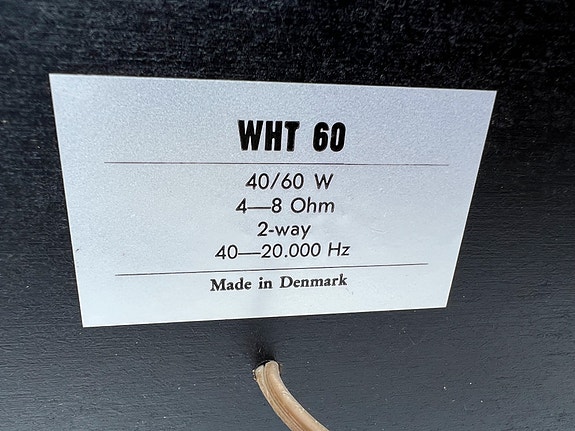 WHT 60
40/60 W
4—8 Ohm
2-way
40—20.000 Hz
Made in Denmark